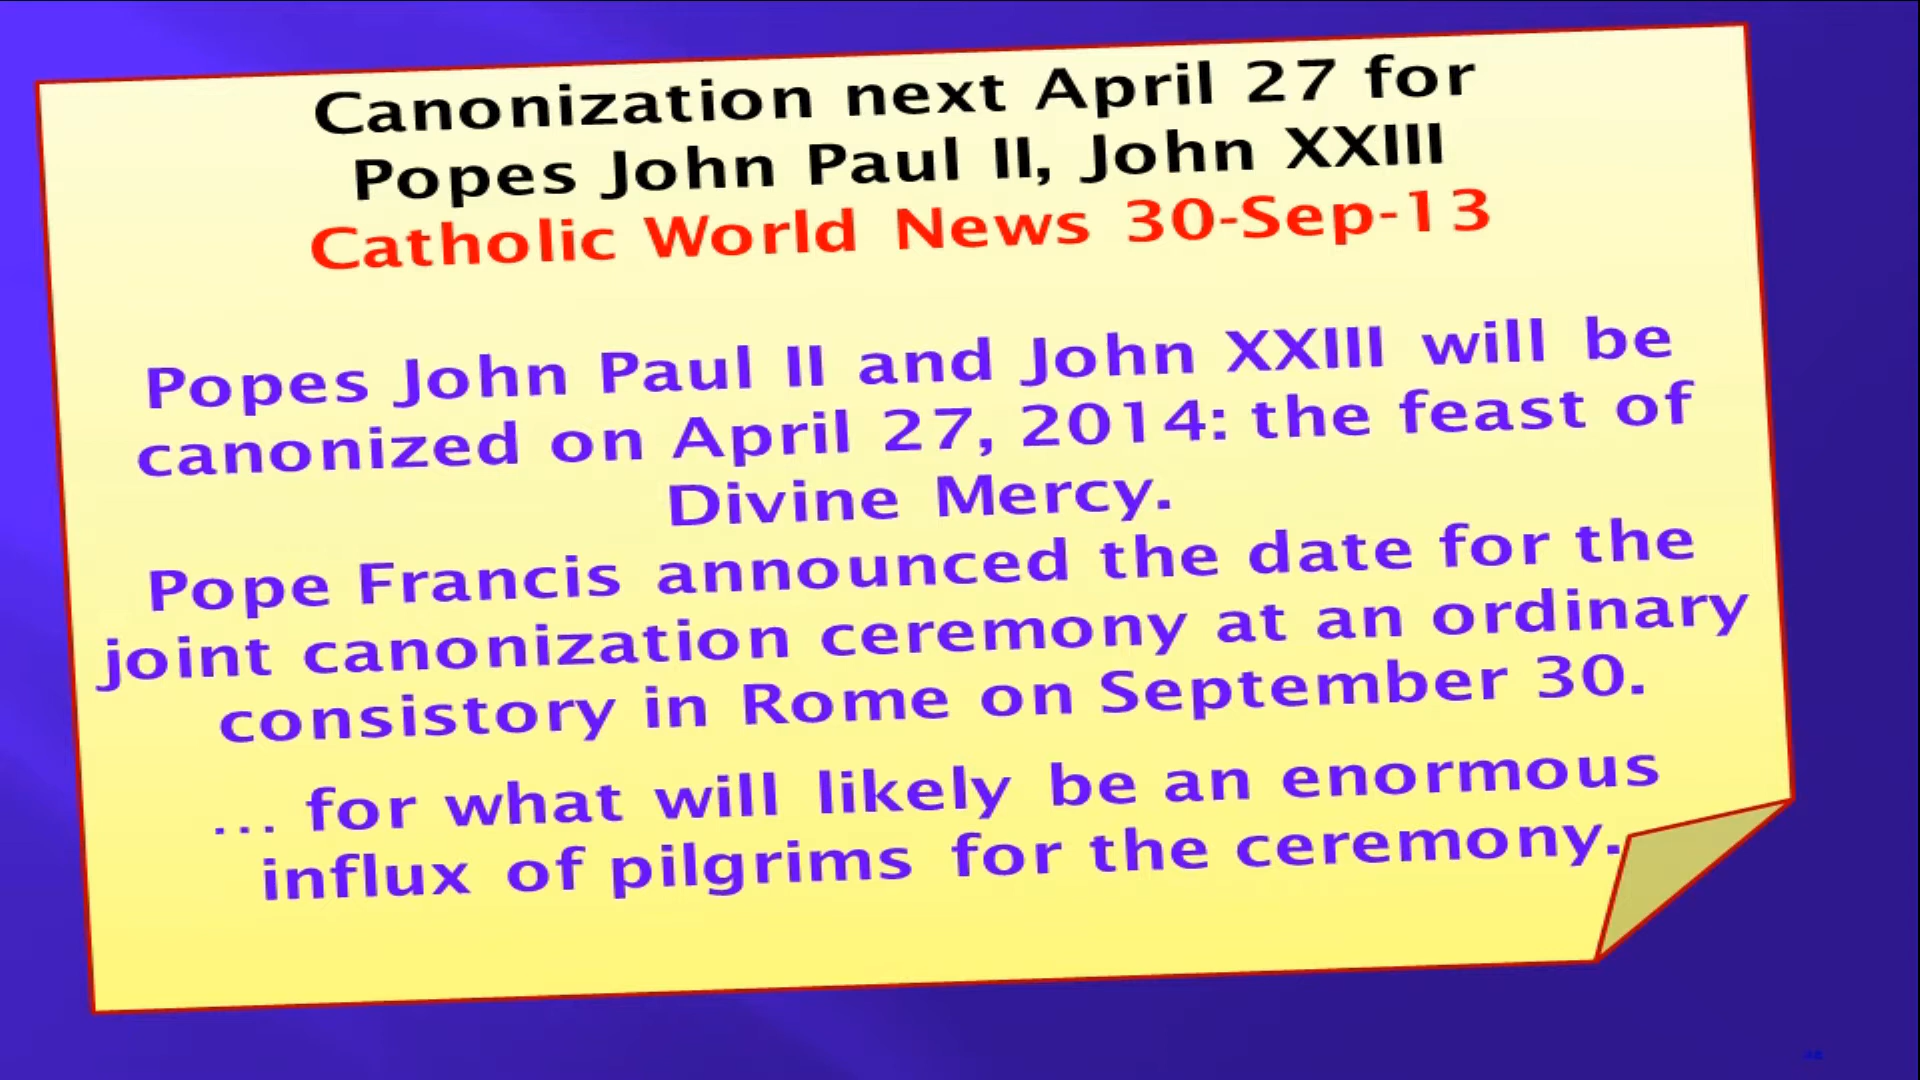 Canonization next April 27 for
Popes John Paul II, John XXIII
Catholic World News 30-Sep-13
Popes John Paul II and John XXIII will be
canonized on April 27, 2014: the feast of
Divine Mercy.
Pope Francis announced the date for the
joint canonization ceremony at an ordinary
consistory in Rome on September 30.
... for what will likely be an enormous
influx of pilgrims for the ceremony.